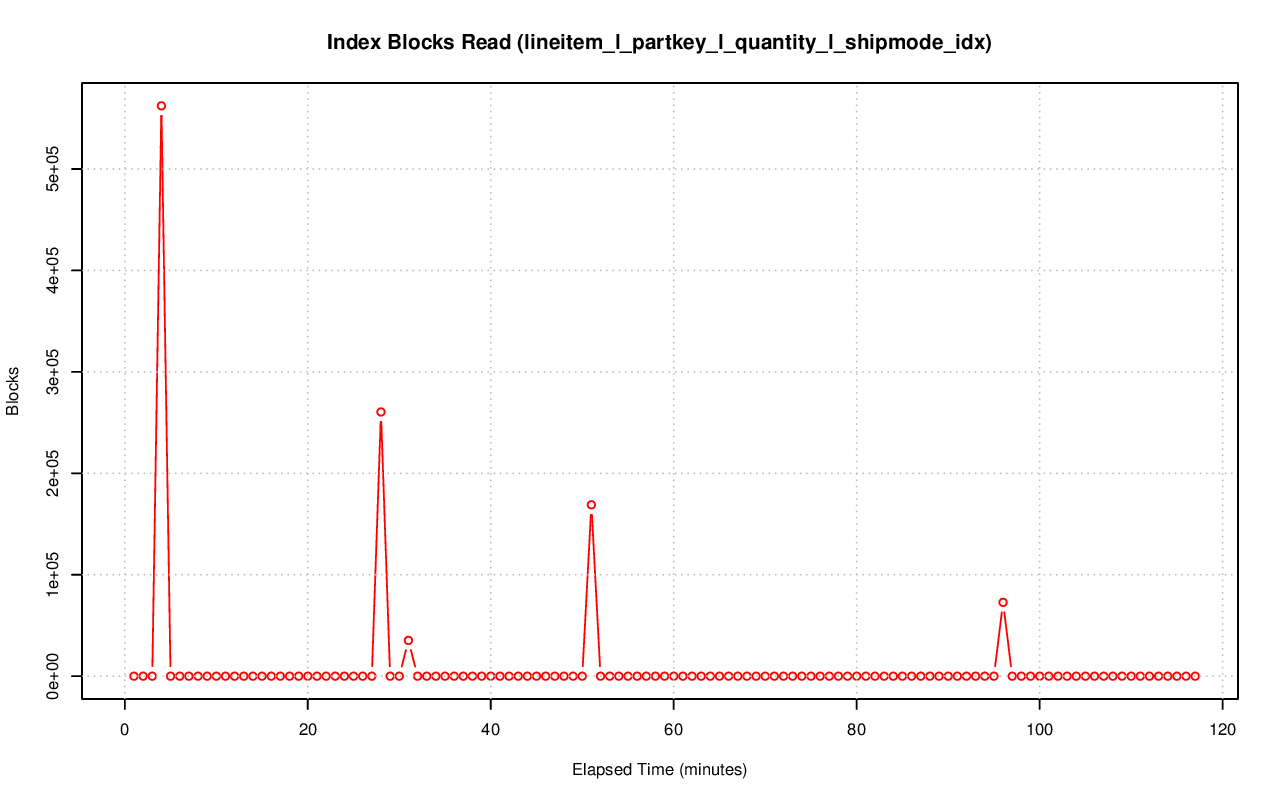 Index Blocks Read (lineitem_l_partkey_l_quantity_l_shipmode_idx)
Blocks
5e+05
4e+05
3e+05
2e+05
1e+05
0e+00
0 20 40 60 80 100 120
Elapsed Time (minutes)